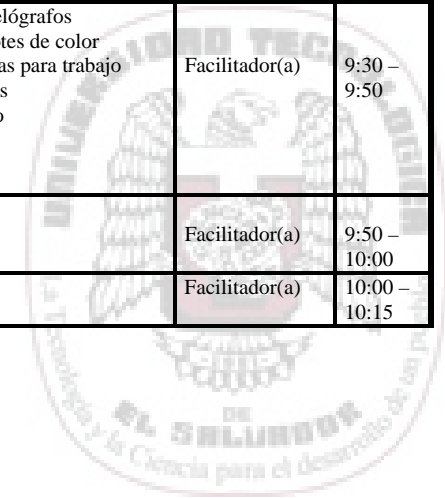 elógrafos
tes de color
as para trabajo
s
o
Facilitador(a)
9:30 –
9:50
Facilitador(a)
9:50 –
10:00
Facilitador(a)
10:00 –
10:15
UNIVERSIDAD TECNOLOGICA
DE
EL SALVADOR
Tecnología y la Ciencia para el desarrollo de un